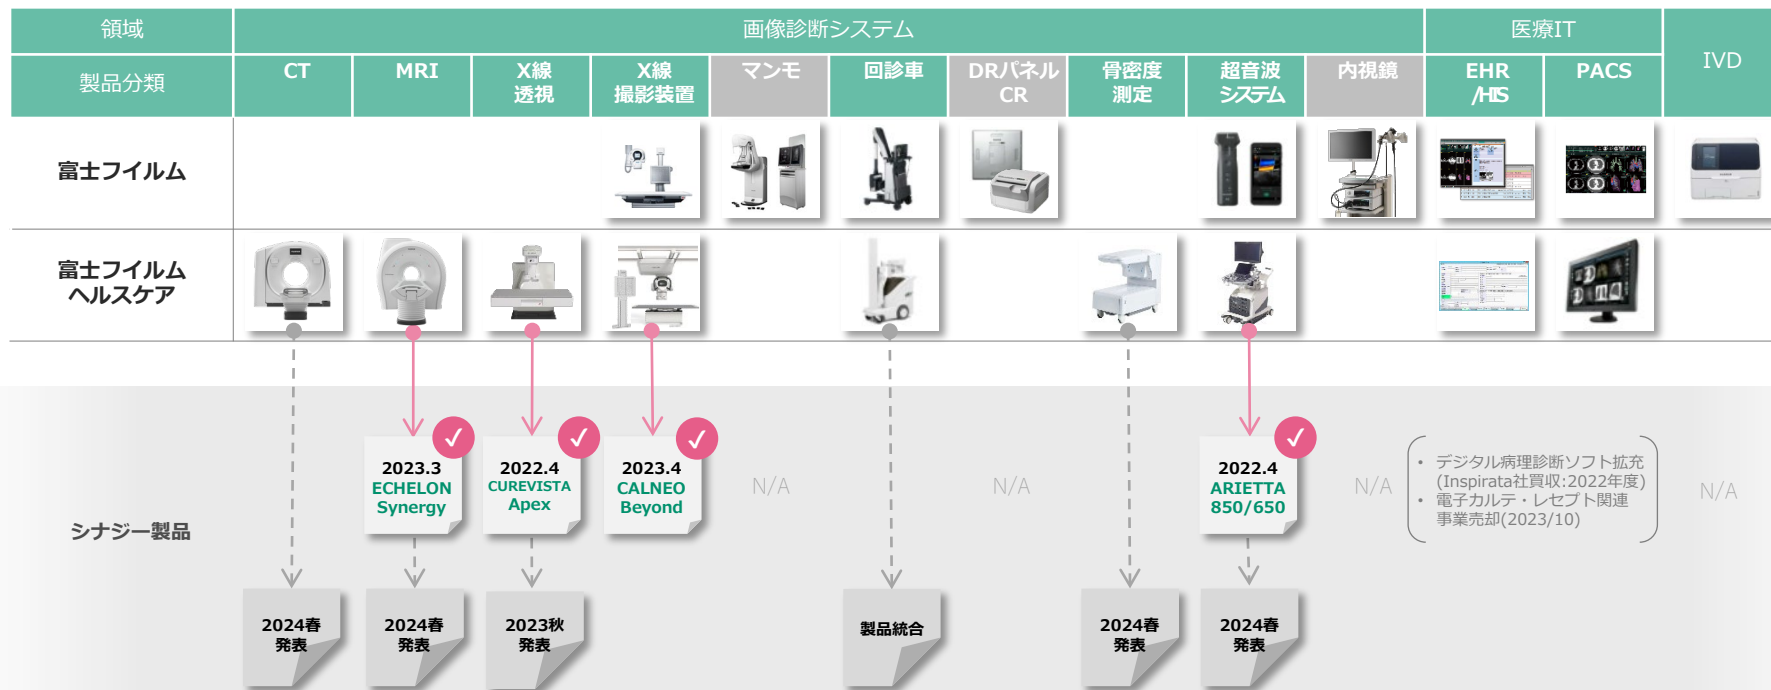 領域
画像診断システム
医療IT
IVD
製品分類
CT
MRI
X線
透視
X線
撮影装置
マンモ
回診車
DRパネル
CR
骨密度
測定
超音波
システム
内視鏡
EHR
/HIS
PACS
富士フイルム
富士フイルム
ヘルスケア
シナジー製品
2023.3
ECHELON
Synergy
2022.4
CUREVISTA
Apex
2023.4
CALNEO
Beyond
N/A
N/A
2022.4
ARIETTA
850/650
N/A
• デジタル病理診断ソフト拡充
(Inspirata社買収:2022年度)
• 電子カルテ・レセプト関連
事業売却(2023/10)
N/A
2024春
発表
2024春
発表
2023秋
発表
製品統合
2024春
発表
2024春
発表